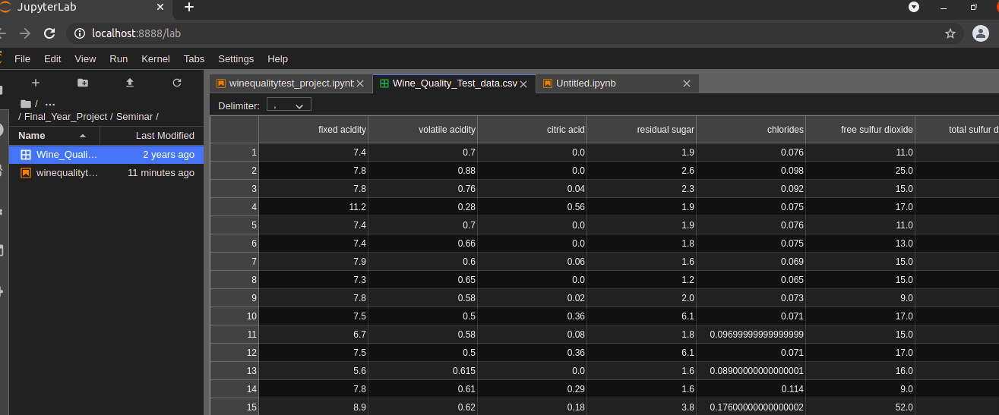 JupyterLab
localhost:8888/lab
File Edit View Run Kernel Tabs Settings Help
winequalitytest_project.ipynb Wine_Quality_Test_data.csv Untitled.ipynb
/ ...
/ Final_Year_Project / Seminar /
Delimiter: ,
Name Last Modified
Wine_Quali... 2 years ago
winequalityt... 11 minutes ago
fixed acidity volatile acidity citric acid residual sugar chlorides free sulfur dioxide total sulfur d
1 7.4 0.7 0.0 1.9 0.076 11.0
2 7.8 0.88 0.0 2.6 0.098 25.0
3 7.8 0.76 0.04 2.3 0.092 15.0
4 11.2 0.28 0.56 1.9 0.075 17.0
5 7.4 0.7 0.0 1.9 0.076 11.0
6 7.4 0.66 0.0 1.8 0.075 13.0
7 7.9 0.6 0.06 1.6 0.069 15.0
8 7.3 0.65 0.0 1.2 0.065 15.0
9 7.8 0.58 0.02 2.0 0.073 9.0
10 7.5 0.5 0.36 6.1 0.071 17.0
11 6.7 0.58 0.08 1.8 0.09699999999999999 15.0
12 7.5 0.5 0.36 6.1 0.071 17.0
13 5.6 0.615 0.0 1.6 0.08900000000000001 16.0
14 7.8 0.61 0.29 1.6 0.114 9.0
15 8.9 0.62 0.18 3.8 0.17600000000000002 52.0